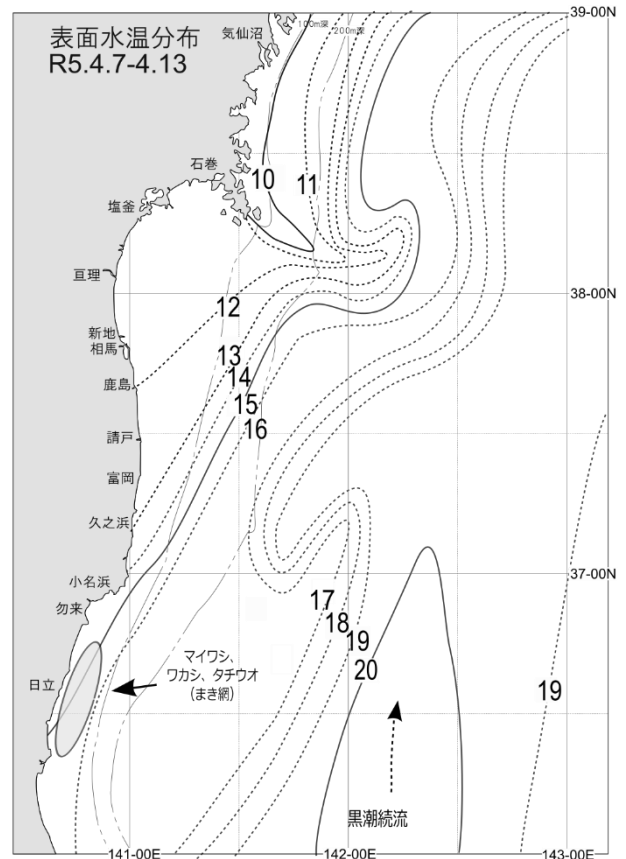 表面水温分布
R5.4.7-4.13
気仙沼
100m深
200m深
39-00N
石巻
10
11
塩釜
亘理
38-00N
12
新地
相馬
13
鹿島
14
15
16
請戸
富岡
久之浜
小名浜
37-00N
勿来
17
18
19
20
マイワシ、
ワカシ、タチウオ
(まき網)
日立
19
黒潮続流
141-00E
142-00E
143-00E